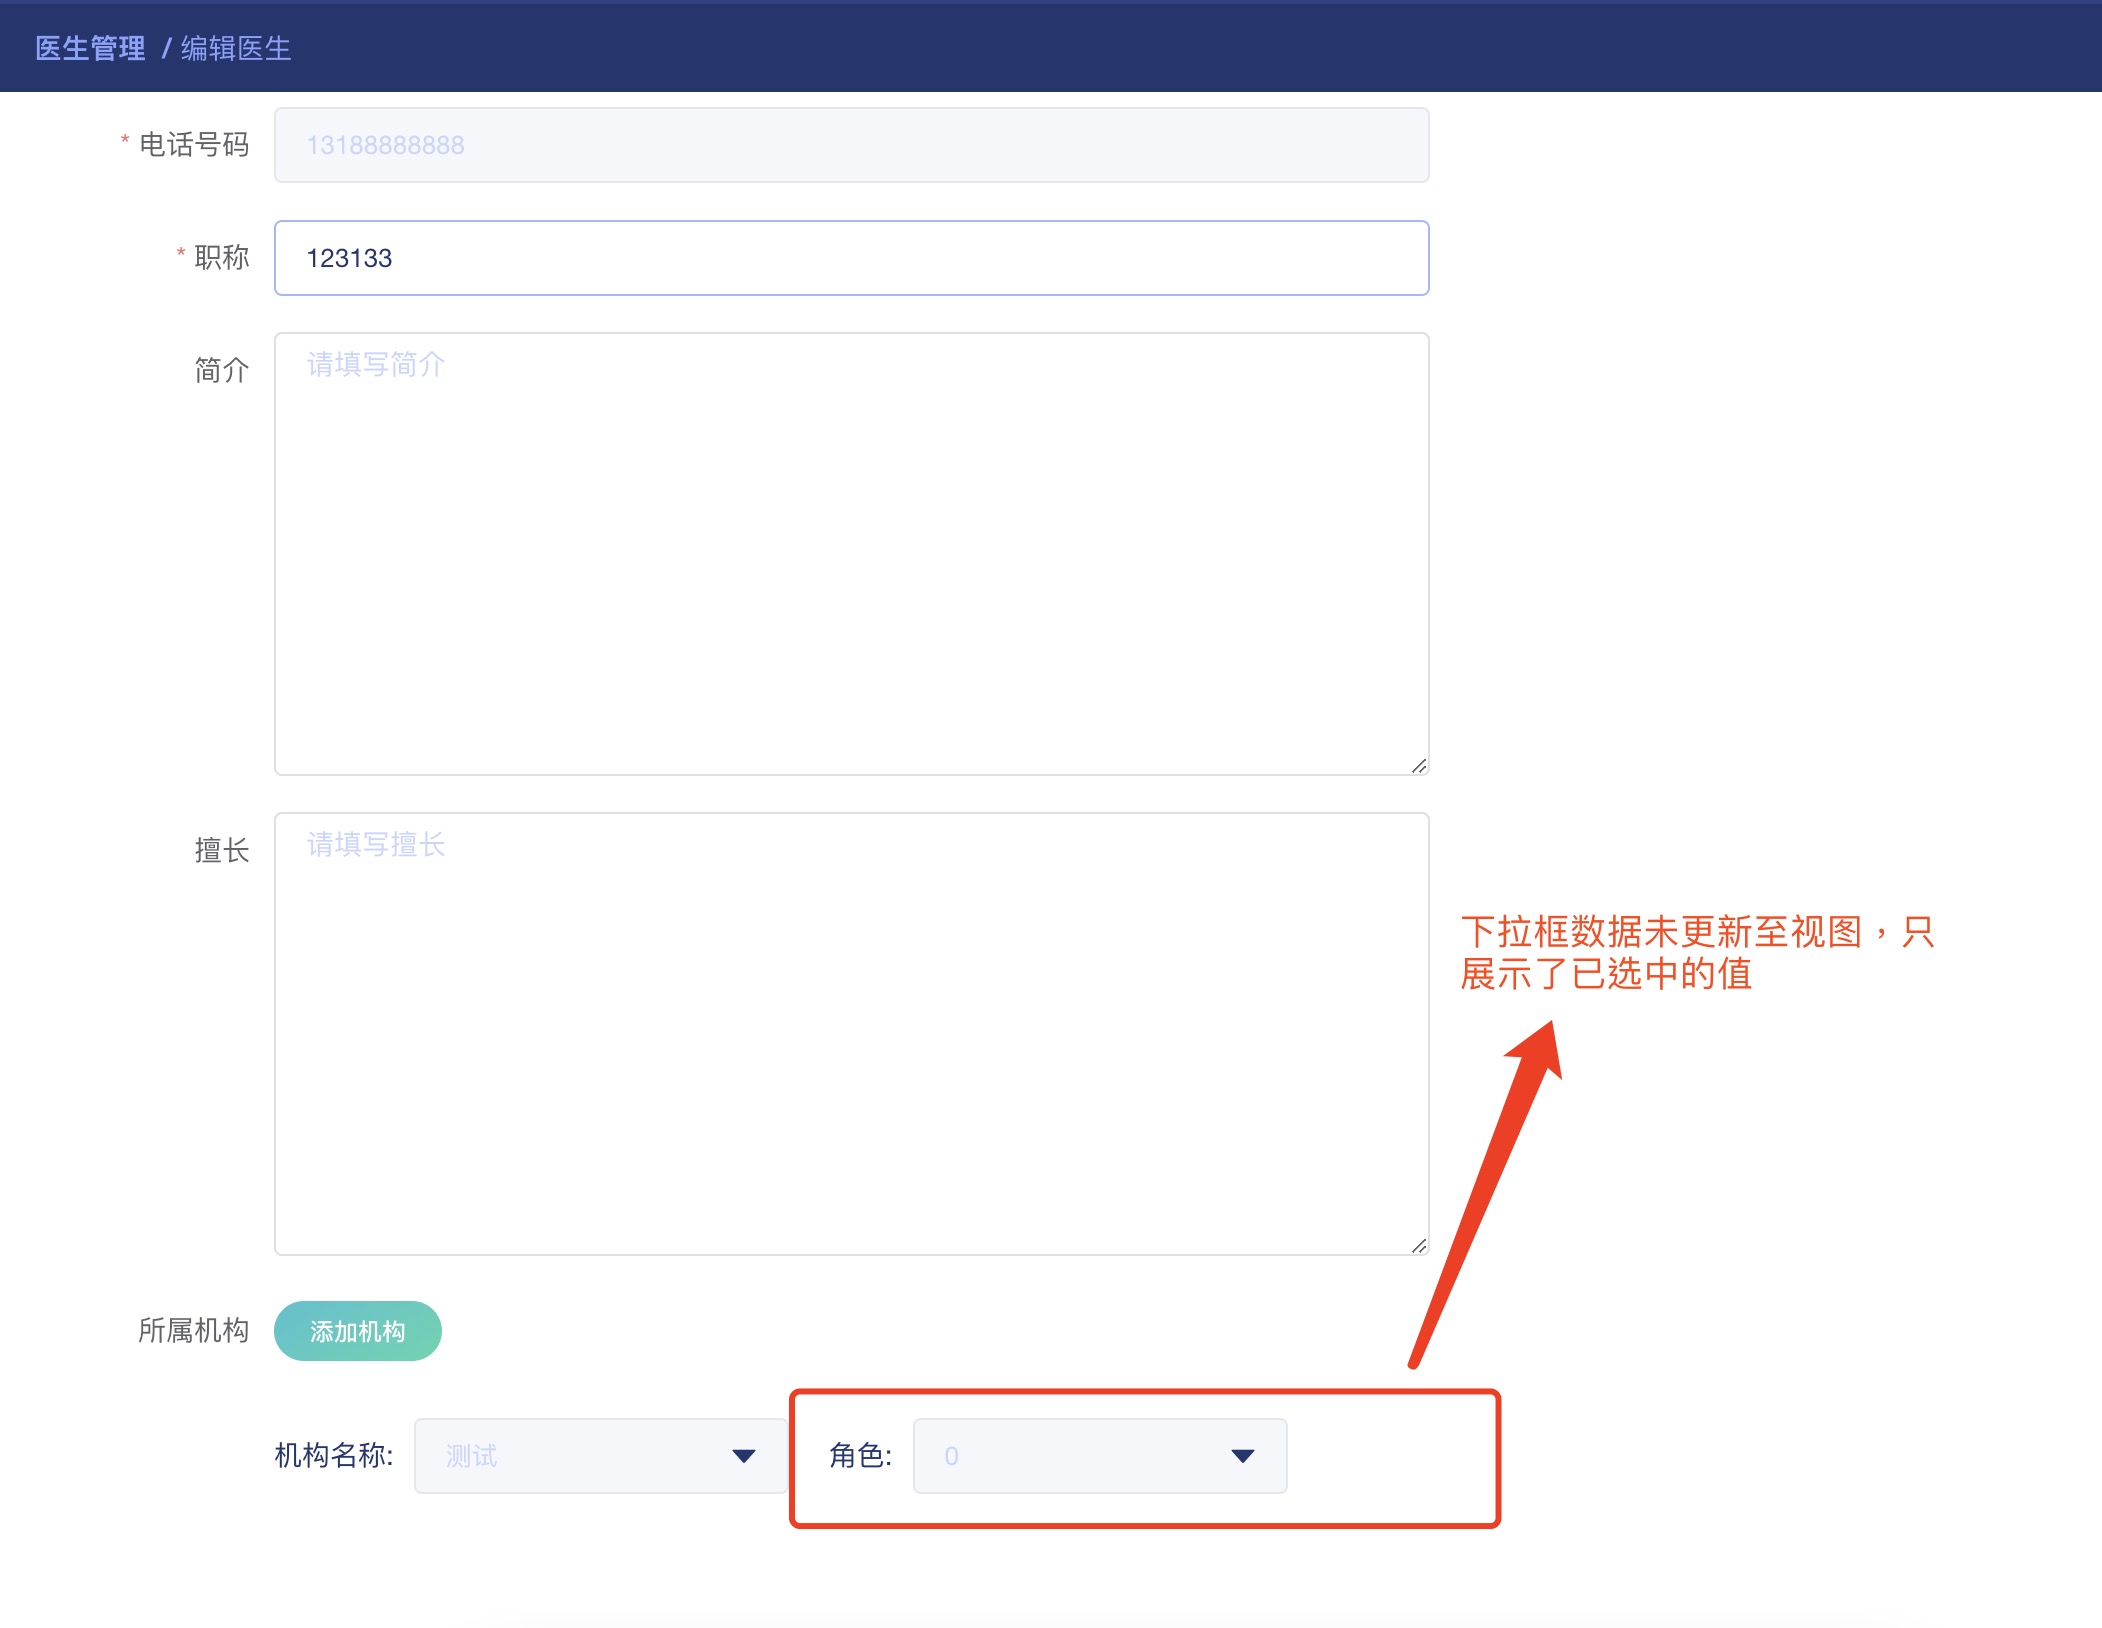 医生管理 / 编辑医生
* 电话号码
13188888888
* 职称
123133
简介
请填写简介
擅长
请填写擅长
下拉框数据未更新至视图，只
展示了已选中的值
所属机构
添加机构
机构名称:
测试
角色:
0